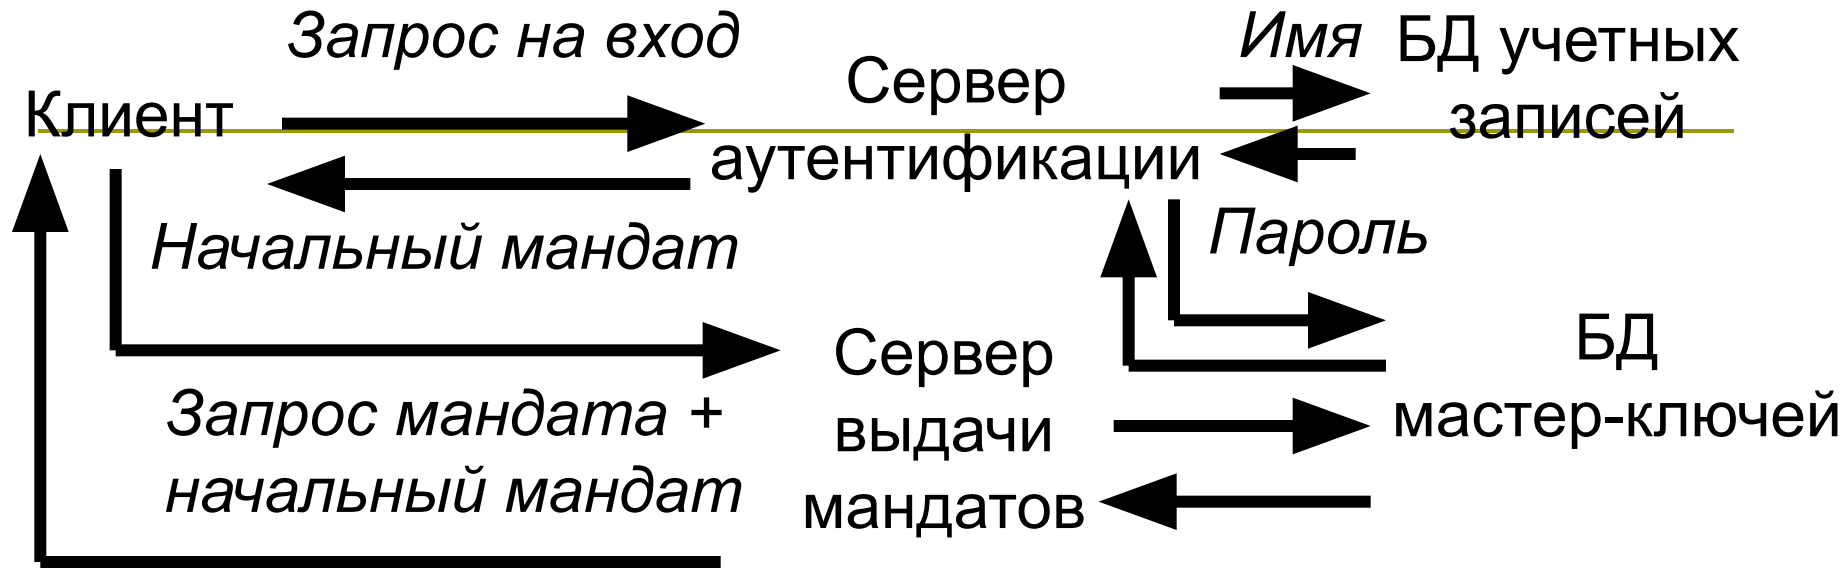 Запрос на вход
Имя
БД учетных
записей
Клиент
Сервер
аутентификации
Начальный мандат
Пароль
Запрос мандата +
начальный мандат
Сервер
выдачи
мандатов
БД
мастер-ключей